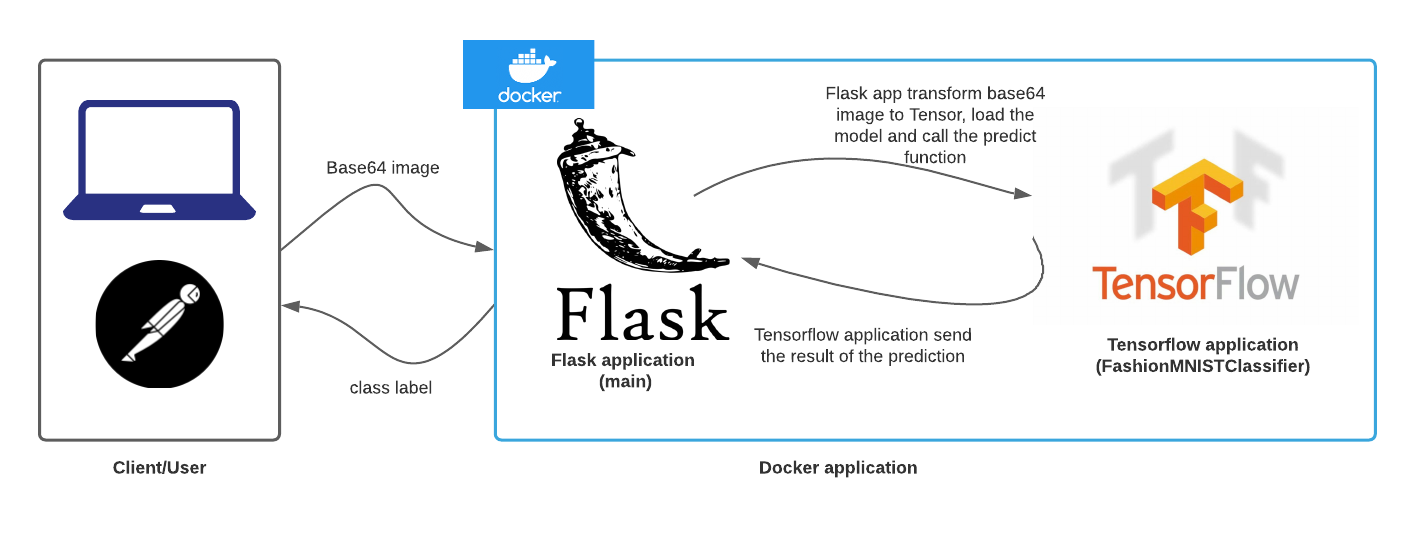 docker
Flask app transform base64
image to Tensor, load the
model and call the predict
function
Base64 image
TensorFlow
Flask
Tensorflow application send
the result of the prediction
Flask application
(main)
Tensorflow application
(FashionMNISTClassifier)
class label
Client/User
Docker application